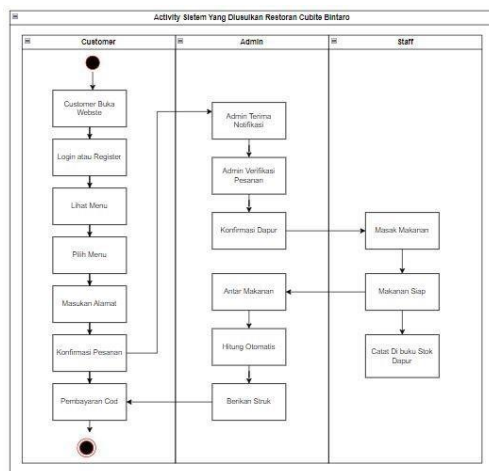 Activity Sistem Yang Diusulkan Restoran Cubite Bintaro
Customer
Admin
Staff
Customer Buka
Webste
Login atau Register
Lihat Menu
Pilih Menu
Masukan Alamat
Konfirmasi Pesanan
Pembayaran Cod
Admin Terima
Notifikasi
Admin Verifikasi
Pesanan
Konfirmasi Dapur
Antar Makanan
Hitung Otomatis
Berikan Struk
Masak Makanan
Makanan Siap
Catat Di buku Stok
Dapur